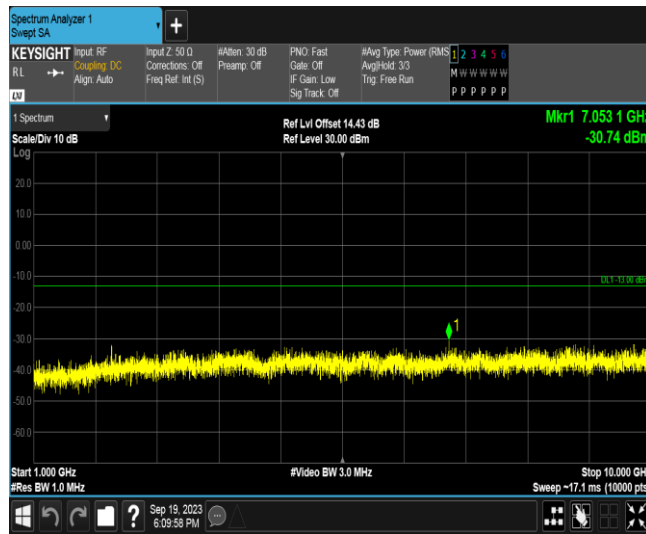 Spectrum Analyzer 1
Swept SA
+
KEYSIGHT
RL
LXI
Input: RF
Coupling: DC
Align: Auto
Input Z: 50 Ω
Corrections: Off
Freq Ref: Int (S)
#Atten: 30 dB
Preamp: Off
PNO: Fast
Gate: Off
IF Gain: Low
Sig Track: Off
#Avg Type: Power (RMS
Avg|Hold: 3/3
Trig: Free Run
1 2 3 4 5 6
M W W W W W
P P P P P P
1 Spectrum
Scale/Div 10 dB
Ref Lvl Offset 14.43 dB
Ref Level 30.00 dBm
Mkr1 7.053 1 GHz
-30.74 dBm
Log
20.0
10.0
0.00
-10.0
DL1 -13.00 dBm
-20.0
-30.0
1
-40.0
-50.0
-60.0
Start 1.000 GHz
#Res BW 1.0 MHz
#Video BW 3.0 MHz
Stop 10.000 GH
Sweep ~17.1 ms (10000 pts
?
Sep 19, 2023
6:09:58 PM